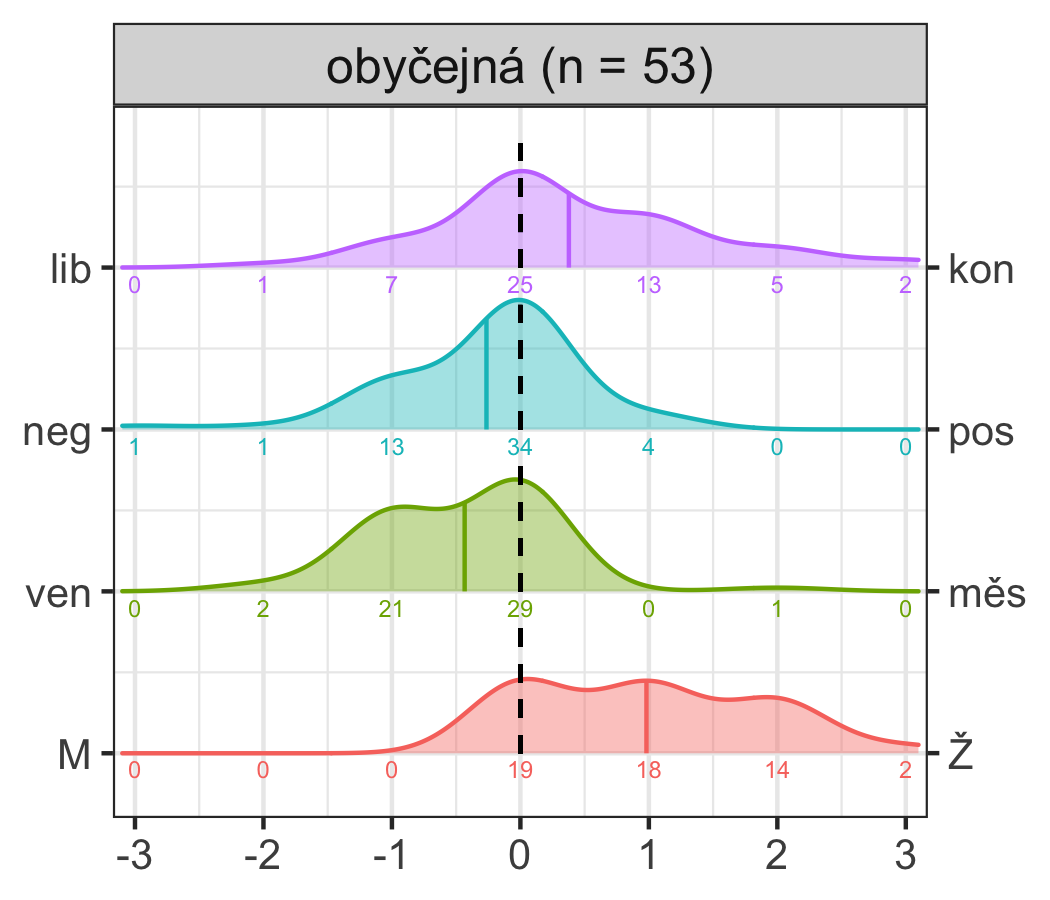 obyčejná (n = 53)
lib kon
0 1 7 25 13 5 2
neg pos
1 1 13 34 4 0 0
ven měs
0 2 21 29 0 1 0
M Ž
0 0 0 19 18 14 2
-3 -2 -1 0 1 2 3